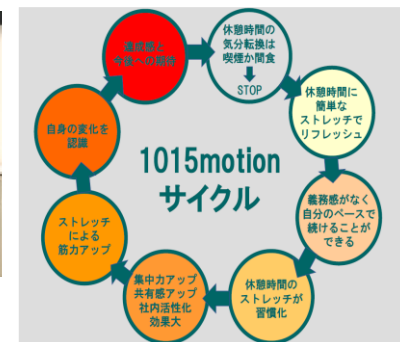 休憩時間の
気分転換は
喫煙か間食
STOP
休憩時間に
簡単な
ストレッチで
リフレッシュ
義務感がなく
自分のペースで
続けることが
できる
休憩時間の
ストレッチが
習慣化
集中力アップ
共有感アップ
社内活性化
効果大
ストレッチ
による
筋力アップ
自身の変化を
認識
達成感と
今後への期待
1015motion
サイクル